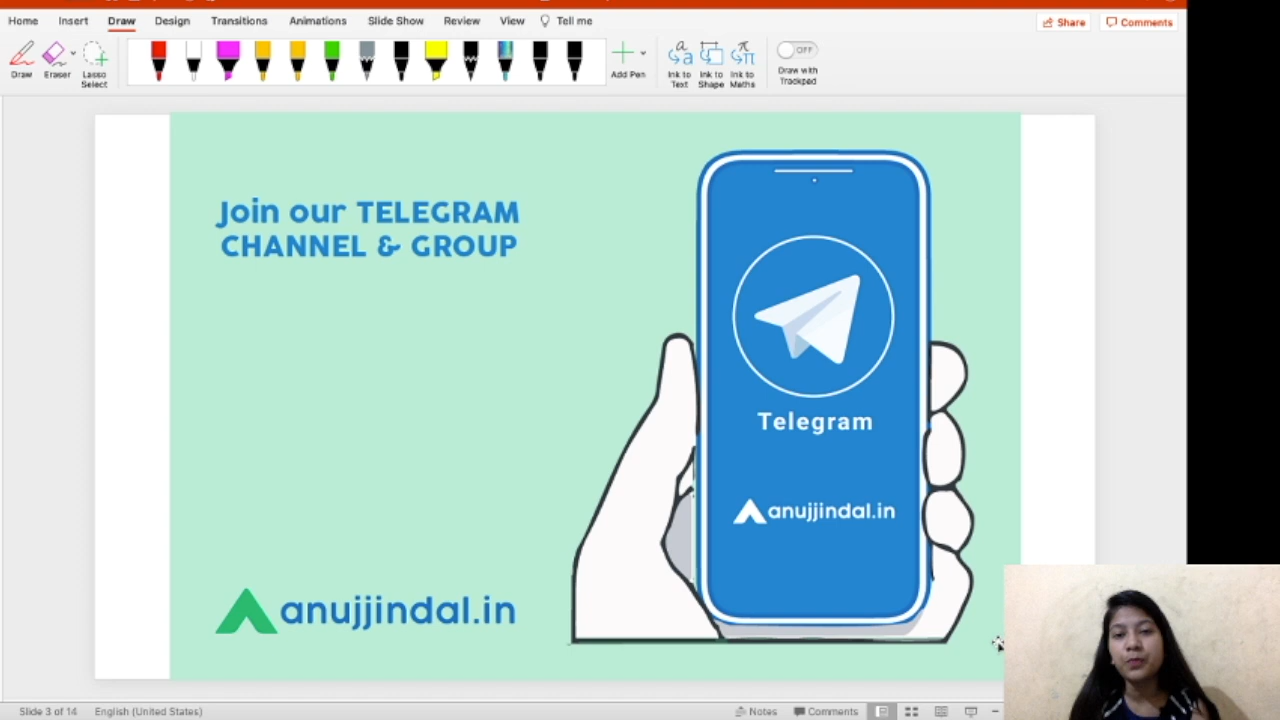 Home Insert Draw Design Transitions Animations Slide Show Review View Tell me
Share Comments
Draw Eraser Lasso Select Add Pen Ink to Text Ink to Shape Ink to Maths OFF Draw with Trackpad
Join our TELEGRAM
CHANNEL & GROUP
Telegram
anujjindal.in
anujjindal.in
Slide 3 of 14 English (United States) Notes Comments